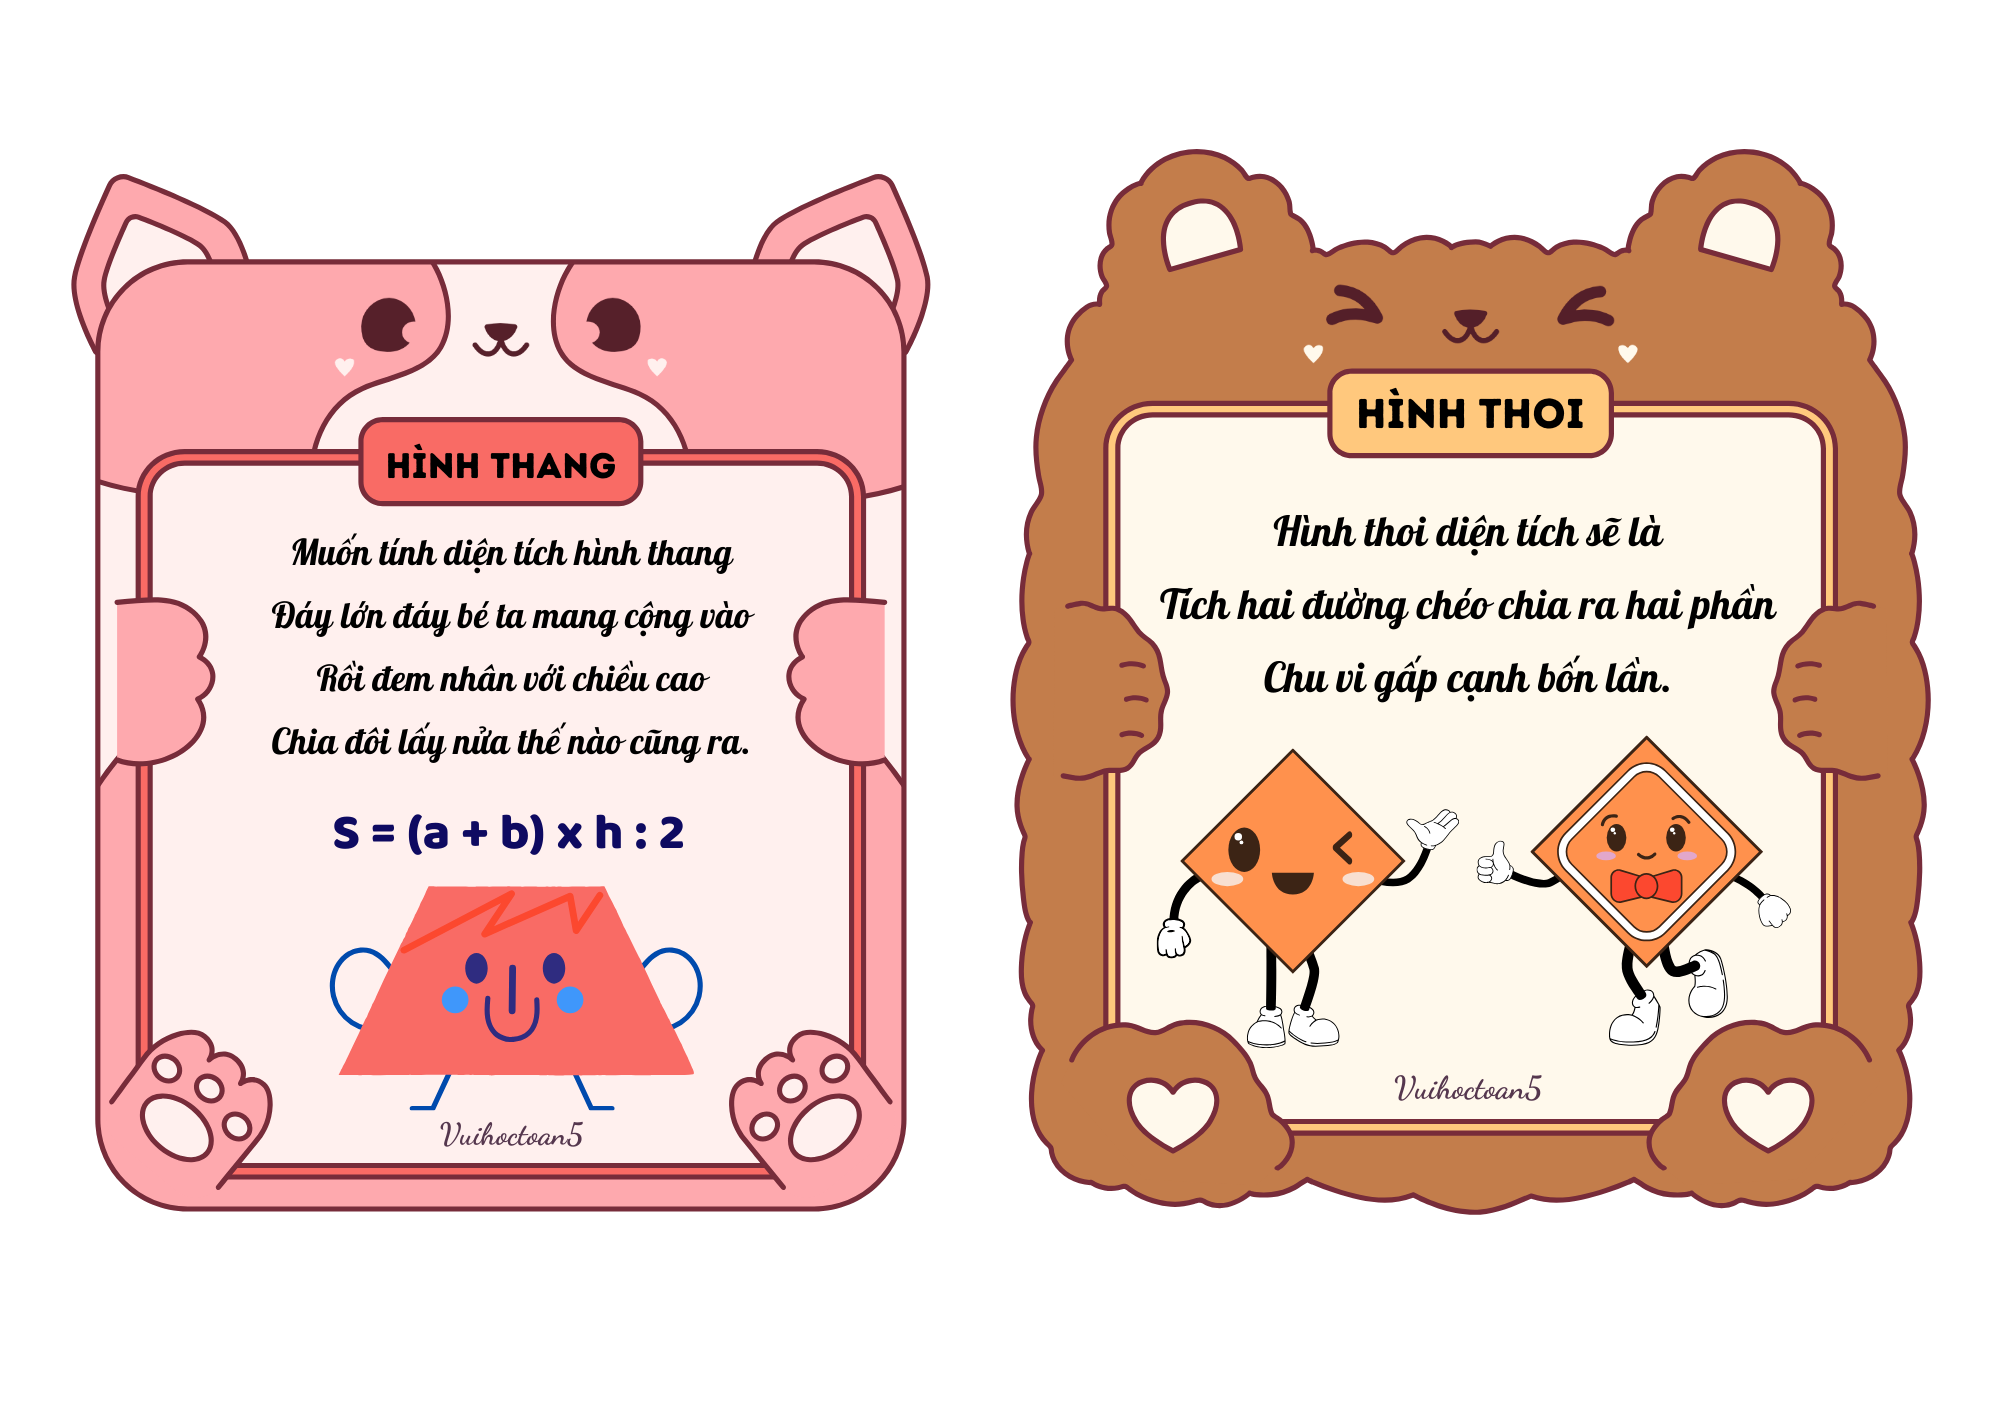 HÌNH THANG
Muốn tính diện tích hình thang
Đáy lớn đáy bé ta mang cộng vào
Rồi đem nhân với chiều cao
Chia đôi lấy nửa thế nào cũng ra.
S = (a + b) x h : 2
Vuihoctoan5
HÌNH THOI
Hình thoi diện tích sẽ là
Tích hai đường chéo chia ra hai phần
Chu vi gấp cạnh bốn lần.
Vuihoctoan5